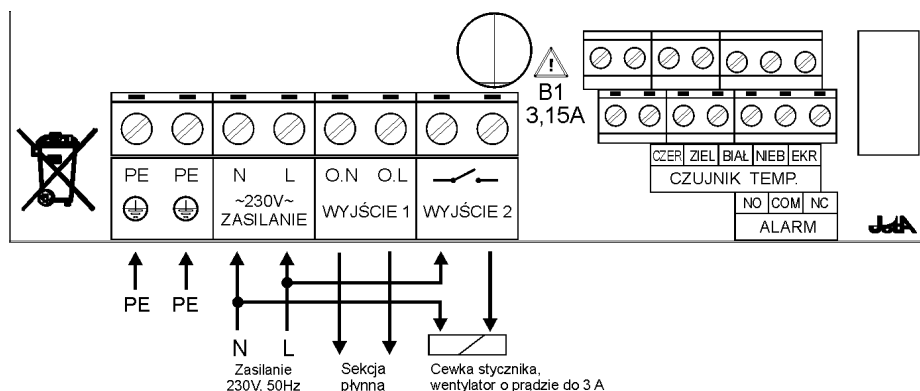 B1
3,15A
PE PE N L O.N O.L
~230V~
ZASILANIE
WYJŚCIE 1
WYJŚCIE 2
CZER ZIEL BIAŁ NIEB EKR
CZUJNIK TEMP.
NO COM NC
ALARM
JotA
PE PE
N L
Zasilanie
230V. 50Hz
Sekcja
płynna
Cewka stycznika,
wentylator o prądzie do 3 A